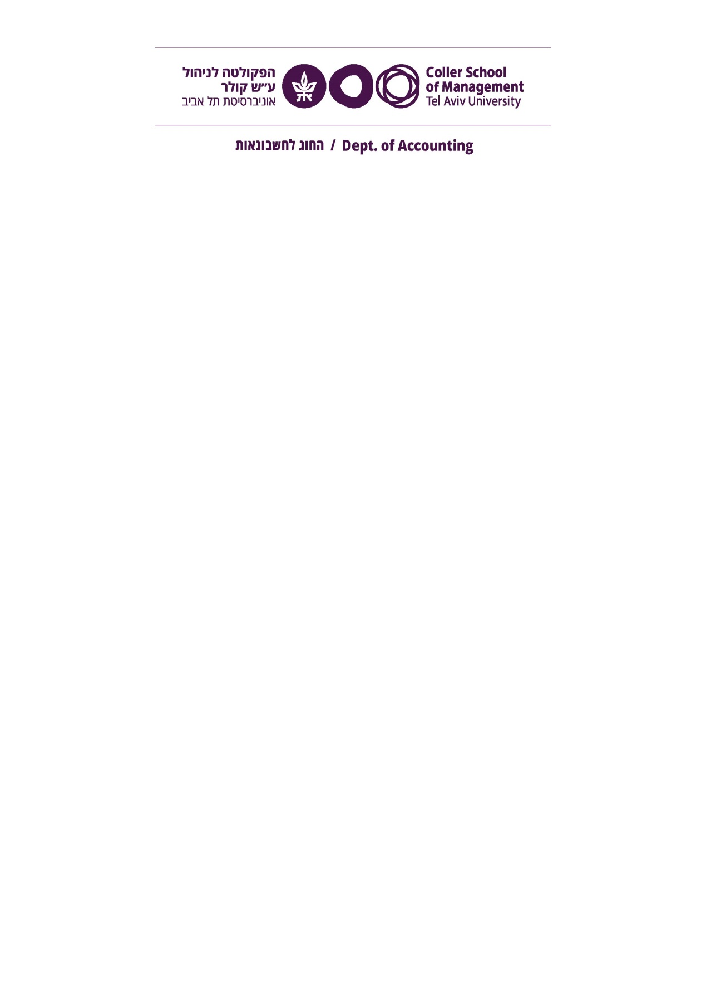 הפקולטה לניהול
ע״ש קולר
אוניברסיטת תל אביב
Coller School
of Management
Tel Aviv University
החוג לחשבונאות / Dept. of Accounting